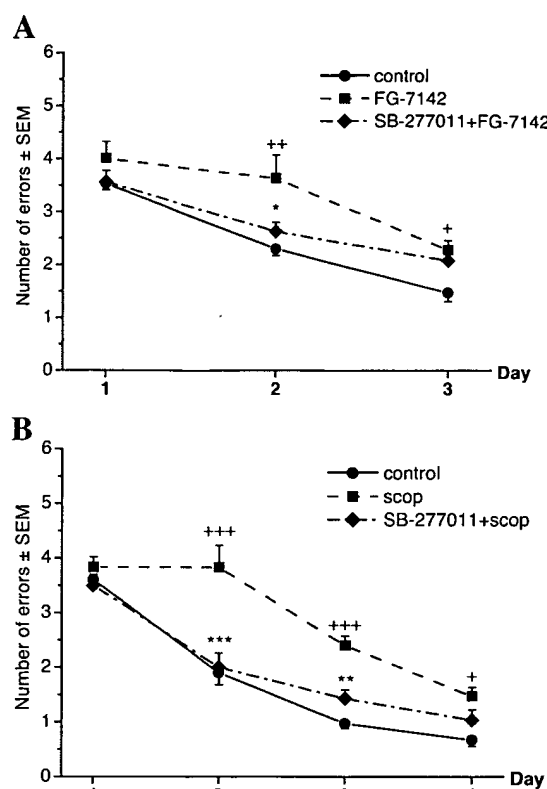 A
6
5
4
3
2
1
0
Number of errors ± SEM
control
FG-7142
SB-277011+FG-7142
++
*
+
1 2 3 Day
B
6
5
4
3
2
1
0
Number of errors ± SEM
control
scop
SB-277011+scop
+++
***
+++
**
+
Day